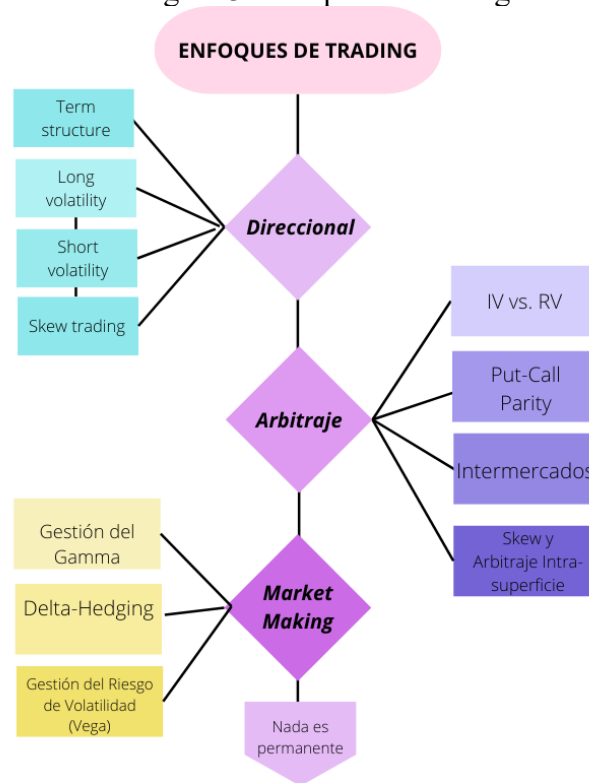 ENFOQUES DE TRADING
Term
structure
Long
volatility
Short
volatility
Skew trading
Direccional
IV vs. RV
Put-Call
Parity
Intermercados
Skew y
Arbitraje Intra-
superficie
Arbitraje
Gestión del
Gamma
Delta-Hedging
Gestión del Riesgo
de Volatilidad
(Vega)
Market
Making
Nada es
permanente